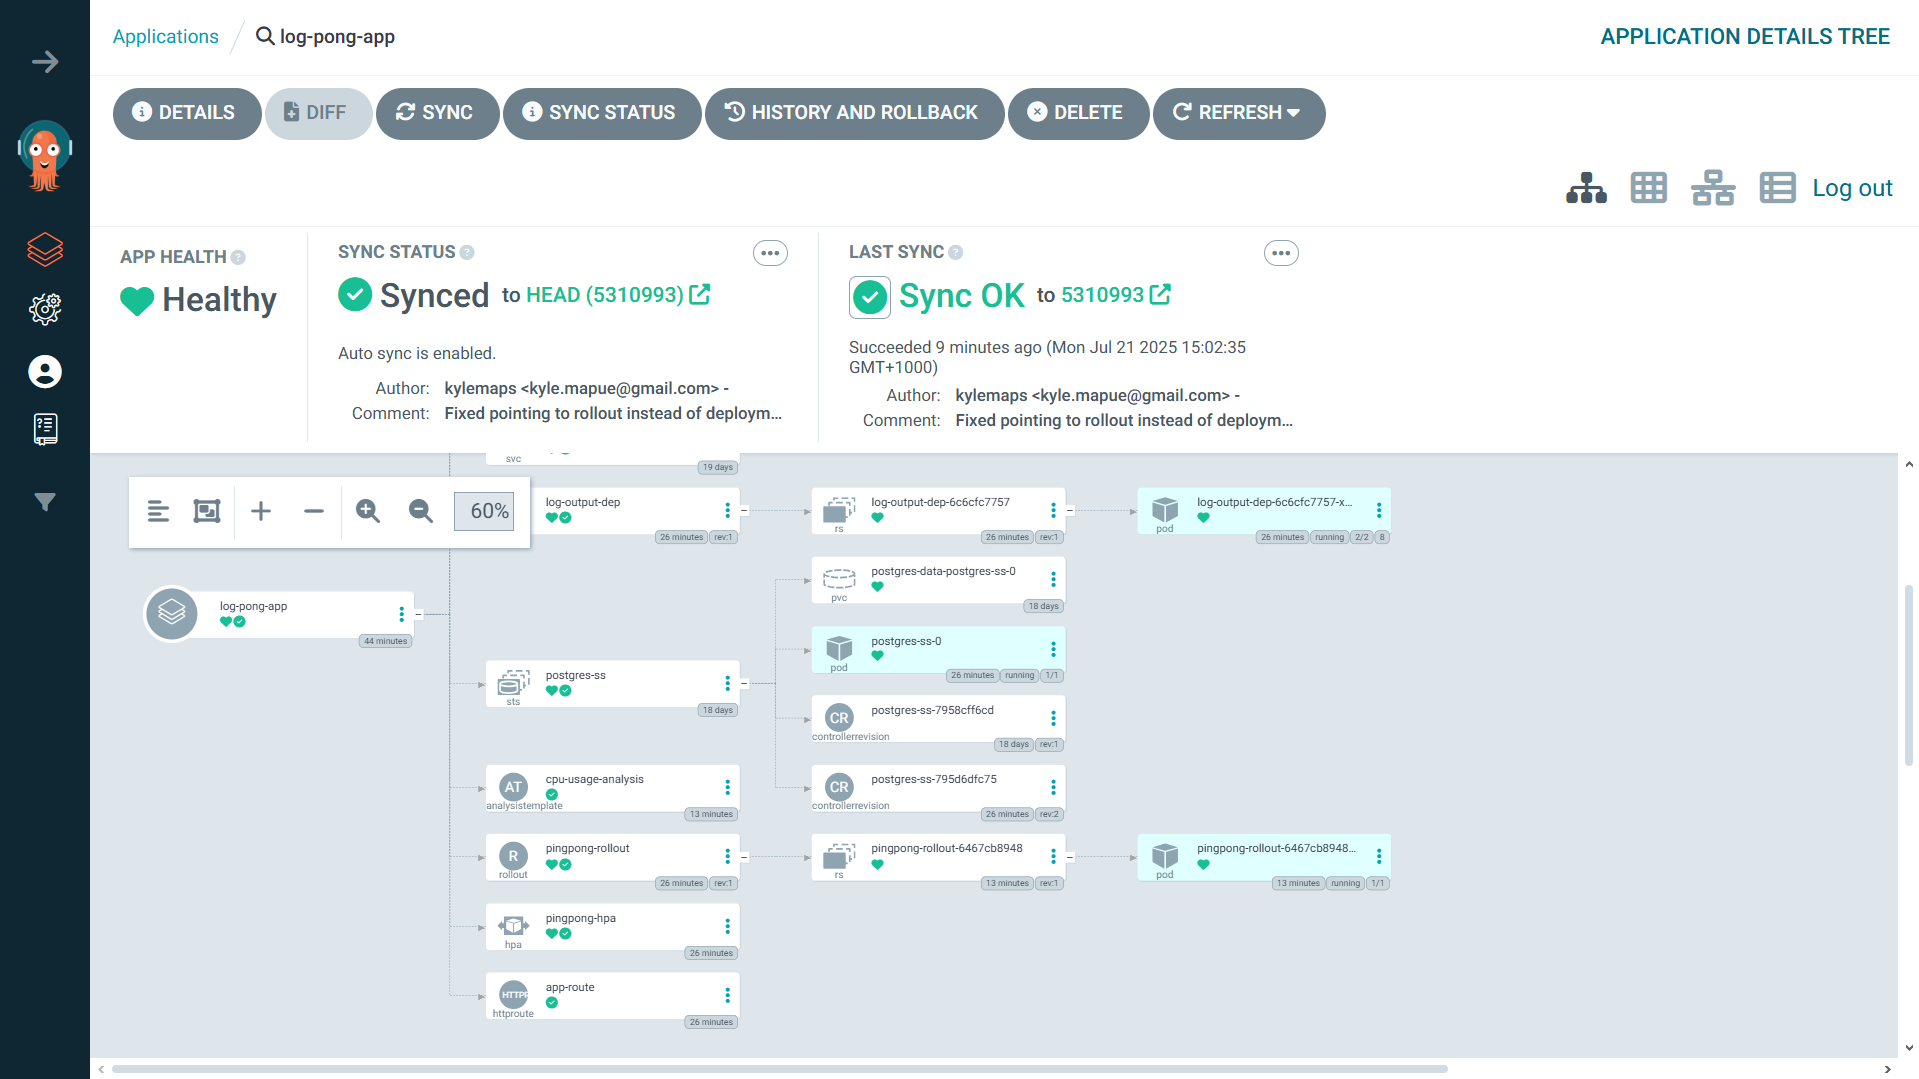 Applications
log-pong-app
APPLICATION DETAILS TREE
DETAILS
DIFF
SYNC
SYNC STATUS
HISTORY AND ROLLBACK
DELETE
REFRESH
Log out
APP HEALTH
Healthy
SYNC STATUS
Synced to HEAD (5310993)
Auto sync is enabled.
Author: kylemaps <kyle.mapue@gmail.com> -
Comment: Fixed pointing to rollout instead of deploym...
LAST SYNC
Sync OK to 5310993
Succeeded 9 minutes ago (Mon Jul 21 2025 15:02:35
GMT+1000)
Author: kylemaps <kyle.mapue@gmail.com> -
Comment: Fixed pointing to rollout instead of deploym...
svc
19 days
60%
log-output-dep
26 minutes rev:1
log-output-dep-6c6cfc7757
rs
26 minutes rev:1
log-output-dep-6c6cfc7757-x...
pod
26 minutes running 2/2 8
postgres-data-postgres-ss-0
pvc
18 days
log-pong-app
44 minutes
postgres-ss-0
pod
26 minutes running 1/1
postgres-ss
sts
18 days
CR
postgres-ss-7958cff6cd
controllerrevision
18 days rev:1
AT
cpu-usage-analysis
analysistemplate
13 minutes
CR
postgres-ss-795d6dfc75
controllerrevision
26 minutes rev:2
R
pingpong-rollout
rollout
26 minutes rev:1
pingpong-rollout-6467cb8948
rs
13 minutes rev:1
pingpong-rollout-6467cb8948...
pod
13 minutes running 1/1
pingpong-hpa
hpa
26 minutes
app-route
httproute
26 minutes